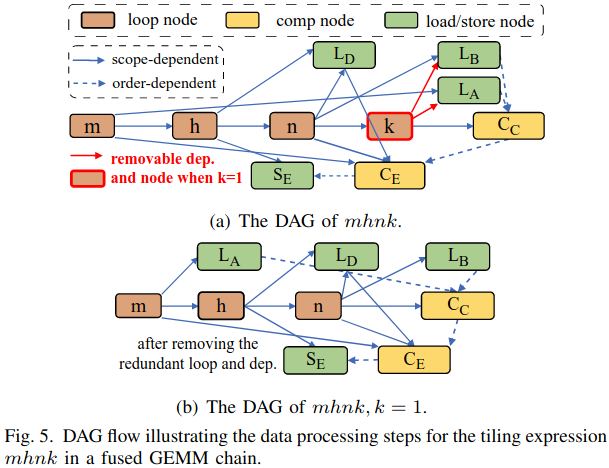 loop node comp node load/store node
scope-dependent
order-dependent
L_D
L_B
L_A
m h n k C_C
removable dep.
and node when k=1
S_E C_E
(a) The DAG of mhnk.
L_A L_D L_B
m h n C_C
after removing the
redundant loop and dep.
S_E C_E
(b) The DAG of mhnk, k = 1.
Fig. 5. DAG flow illustrating the data processing steps for the tiling expression
mhnk in a fused GEMM chain.